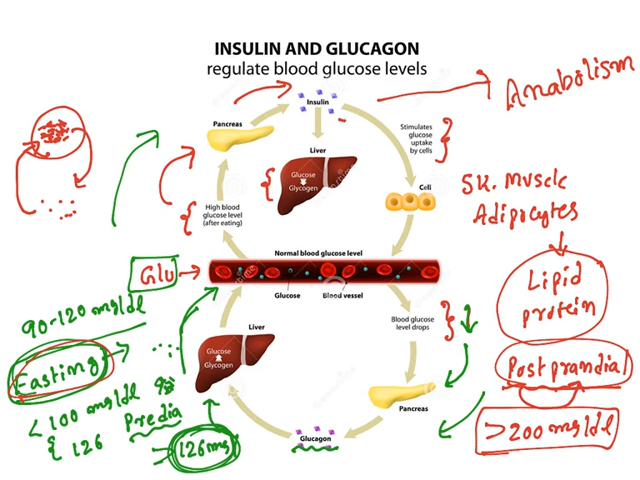 INSULIN AND GLUCAGON
regulate blood glucose levels
Anabolism
Insulin
Pancreas
Stimulates
glucose
uptake
by cells
Liver
Glucose
Glycogen
Cell
Sk. Muscle
Adipocytes
High blood
glucose level
(after eating)
Normal blood glucose level
Glu
Glucose
Blood vessel
Lipid
protein
90-120 mg/dl
Blood glucose
level drops
Liver
Glucose
Glycogen
Fasting
Post prandial
< 100 mg/dl
Predia
126
126 mg
Pancreas
Glucagon
>200 mg/dl